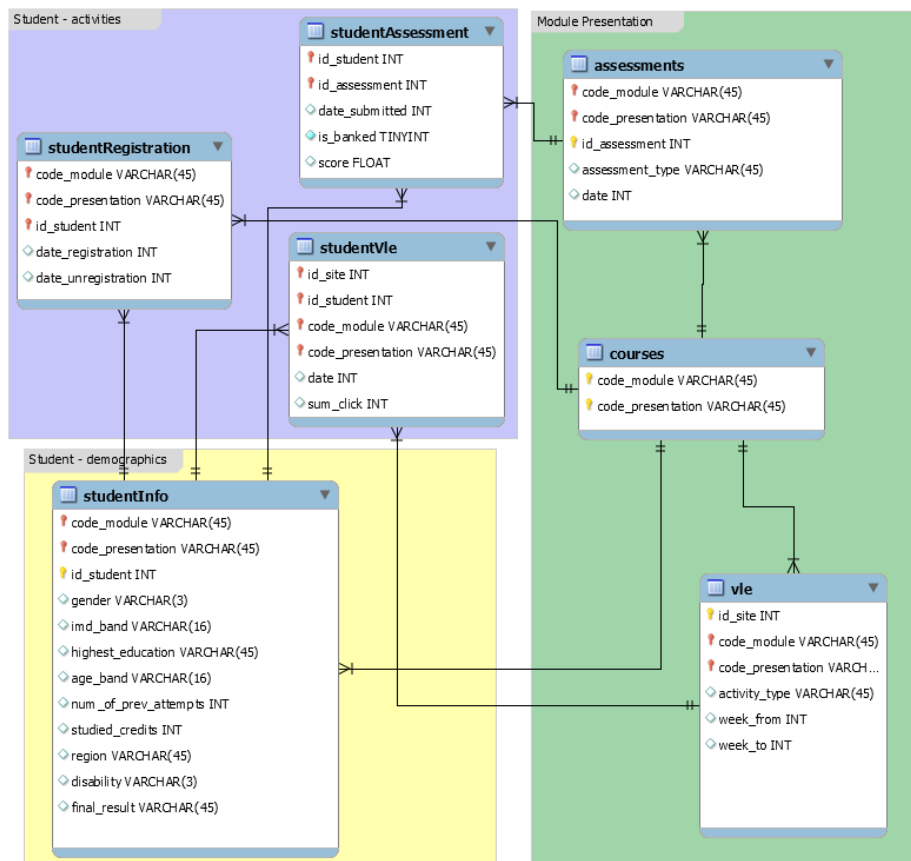 Student - activities
studentAssessment
id_student INT
id_assessment INT
date_submitted INT
is_banked TINYINT
score FLOAT
studentRegistration
code_module VARCHAR(45)
code_presentation VARCHAR(45)
id_student INT
date_registration INT
date_unregistration INT
studentVle
id_site INT
id_student INT
code_module VARCHAR(45)
code_presentation VARCHAR(45)
date INT
sum_click INT
Student - demographics
studentInfo
code_module VARCHAR(45)
code_presentation VARCHAR(45)
id_student INT
gender VARCHAR(3)
imd_band VARCHAR(16)
highest_education VARCHAR(45)
age_band VARCHAR(16)
num_of_prev_attempts INT
studied_credits INT
region VARCHAR(45)
disability VARCHAR(3)
final_result VARCHAR(45)
Module Presentation
assessments
code_module VARCHAR(45)
code_presentation VARCHAR(45)
id_assessment INT
assessment_type VARCHAR(45)
date INT
courses
code_module VARCHAR(45)
code_presentation VARCHAR(45)
vle
id_site INT
code_module VARCHAR(45)
code_presentation VARCH...
activity_type VARCHAR(45)
week_from INT
week_to INT